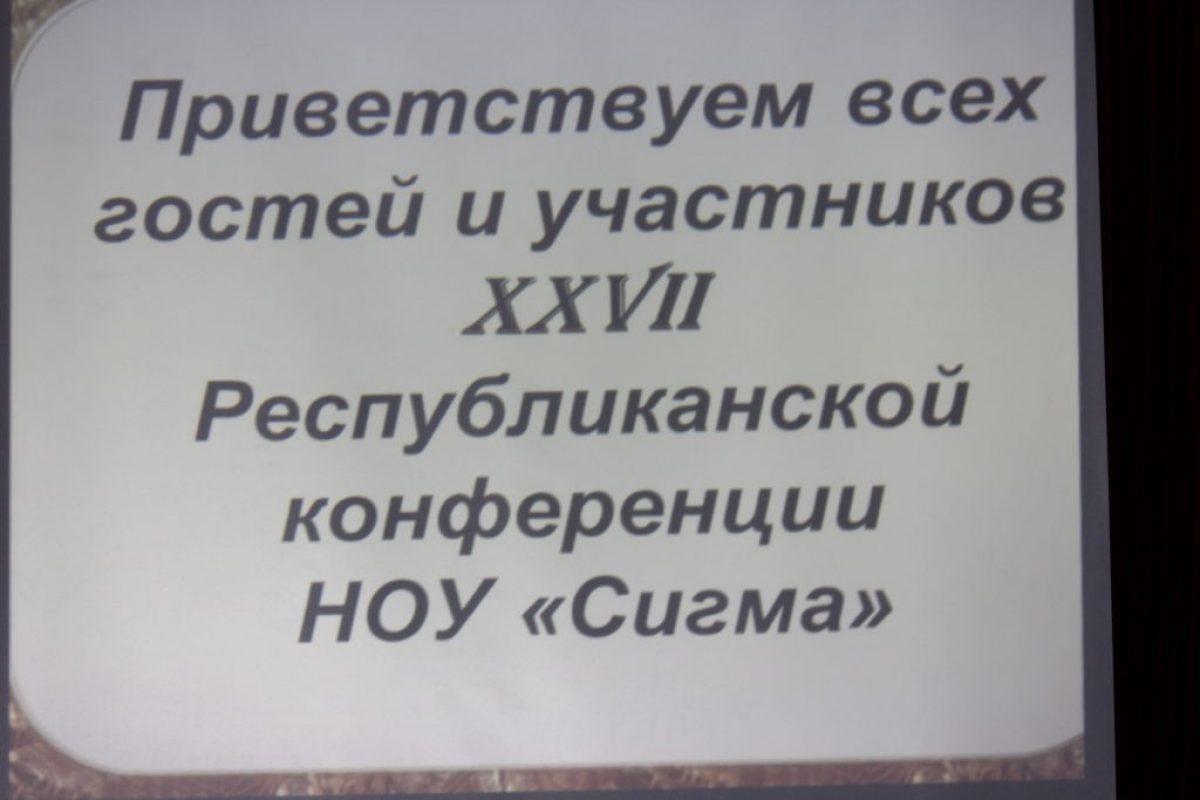 Приветствуем всех
гостей и участников
XXVII
Республиканской
конференции
НОУ «Сигма»